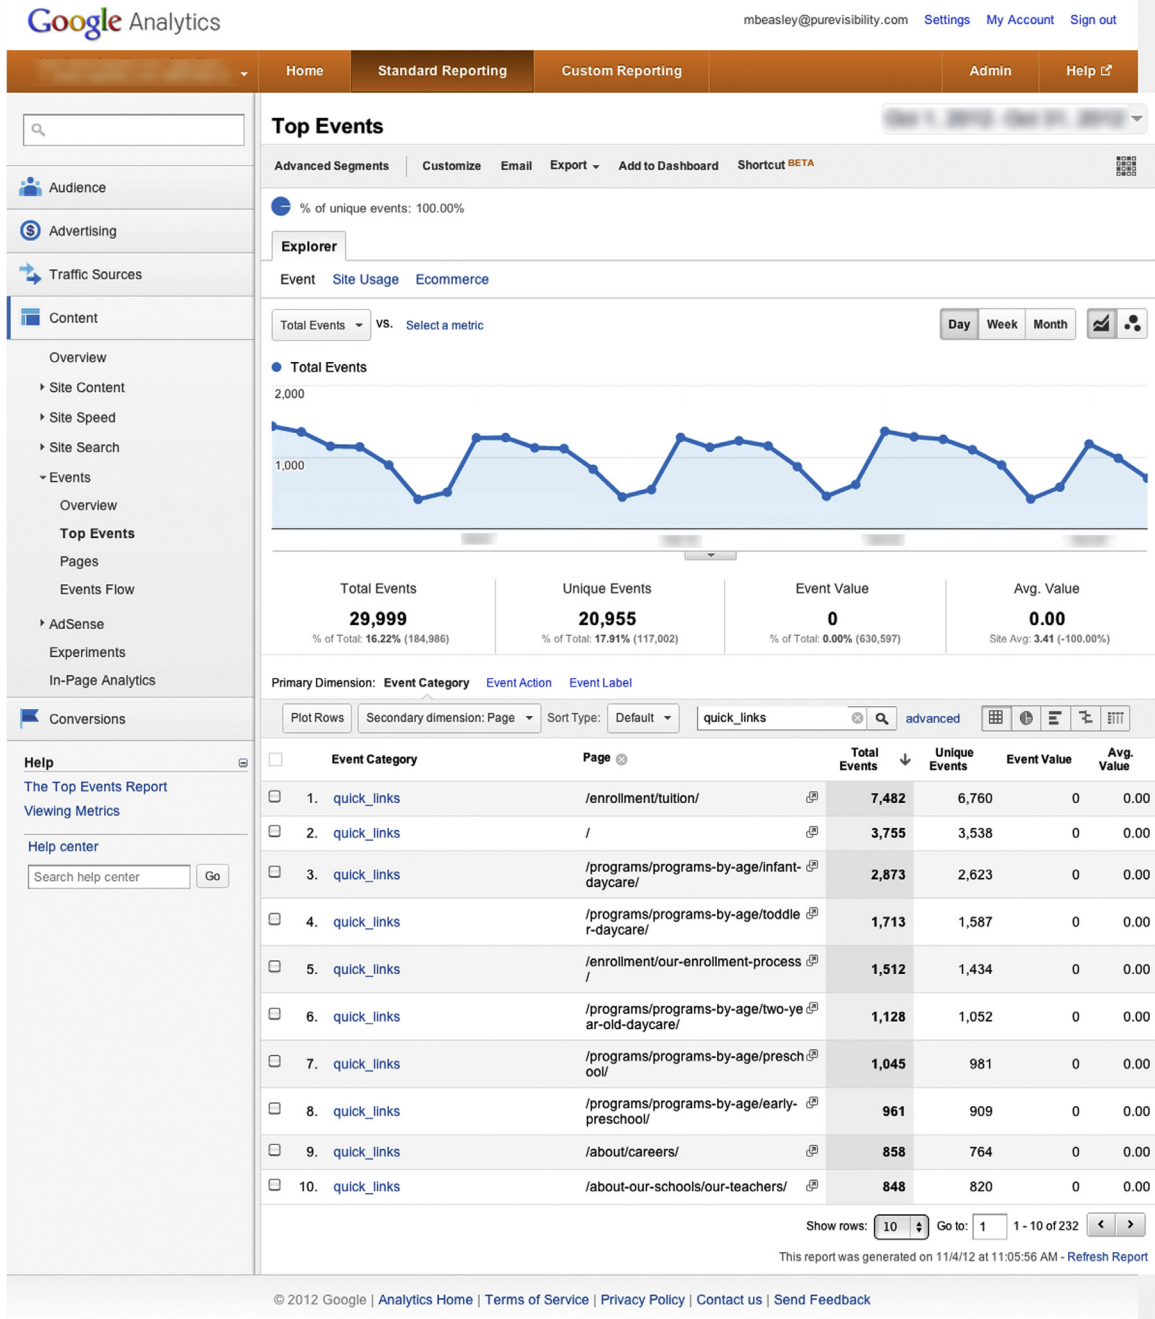 Google Analytics
mbeasley@purevisibility.com Settings My Account Sign out
Home Standard Reporting Custom Reporting Admin Help
Top Events
Advanced Segments Customize Email Export Add to Dashboard Shortcut BETA
Audience
Advertising
Traffic Sources
Content
Overview
Site Content
Site Speed
Site Search
Events
Overview
Top Events
Pages
Events Flow
AdSense
Experiments
In-Page Analytics
Conversions
Help
The Top Events Report
Viewing Metrics
Help center
Search help center Go
% of unique events: 100.00%
Explorer
Event Site Usage Ecommerce
Total Events VS. Select a metric Day Week Month
Total Events
2,000
1,000
Total Events Unique Events Event Value Avg. Value
29,999 20,955 0 0.00
% of Total: 16.22% (184,986) % of Total: 17.91% (117,002) % of Total: 0.00% (630,597) Site Avg: 3.41 (-100.00%)
Primary Dimension: Event Category Event Action Event Label
Plot Rows Secondary dimension: Page Sort Type: Default quick_links advanced
Event Category Page Total Events Unique Events Event Value Avg. Value
1. quick_links /enrollment/tuition/ 7,482 6,760 0 0.00
2. quick_links / 3,755 3,538 0 0.00
3. quick_links /programs/programs-by-age/infant-
daycare/ 2,873 2,623 0 0.00
4. quick_links /programs/programs-by-age/toddle
r-daycare/ 1,713 1,587 0 0.00
5. quick_links /enrollment/our-enrollment-process
/ 1,512 1,434 0 0.00
6. quick_links /programs/programs-by-age/two-ye
ar-old-daycare/ 1,128 1,052 0 0.00
7. quick_links /programs/programs-by-age/presch
ool/ 1,045 981 0 0.00
8. quick_links /programs/programs-by-age/early-
preschool/ 961 909 0 0.00
9. quick_links /about/careers/ 858 764 0 0.00
10. quick_links /about-our-schools/our-teachers/ 848 820 0 0.00
Show rows: 10 Go to: 1 1 - 10 of 232
This report was generated on 11/4/12 at 11:05:56 AM - Refresh Report
© 2012 Google | Analytics Home | Terms of Service | Privacy Policy | Contact us | Send Feedback